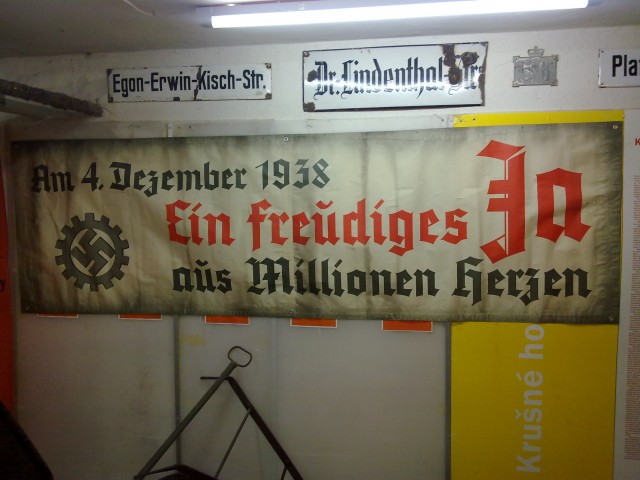 Egon-Erwin-Kisch-Str.
Dr. Lindenthal-Str
Plat
Am 4. Dezember 1938
Ein freudiges Ja
aus Millionen Herzen
Krušné ho